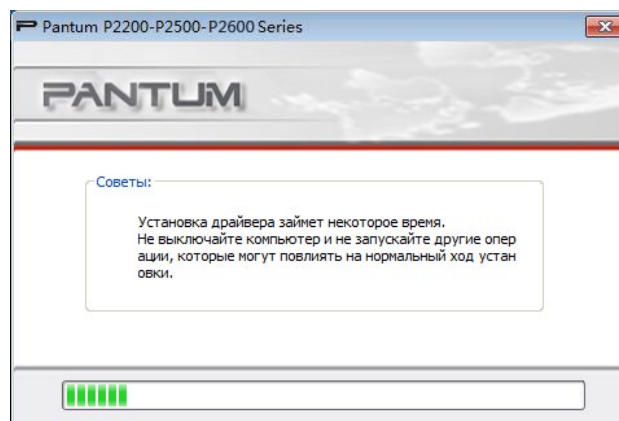 Pantum P2200-P2500-P2600 Series
PANTUM
Советы:
Установка драйвера займет некоторое время.
Не выключайте компьютер и не запускайте другие опер
ации, которые могут повлиять на нормальный ход устан
овки.